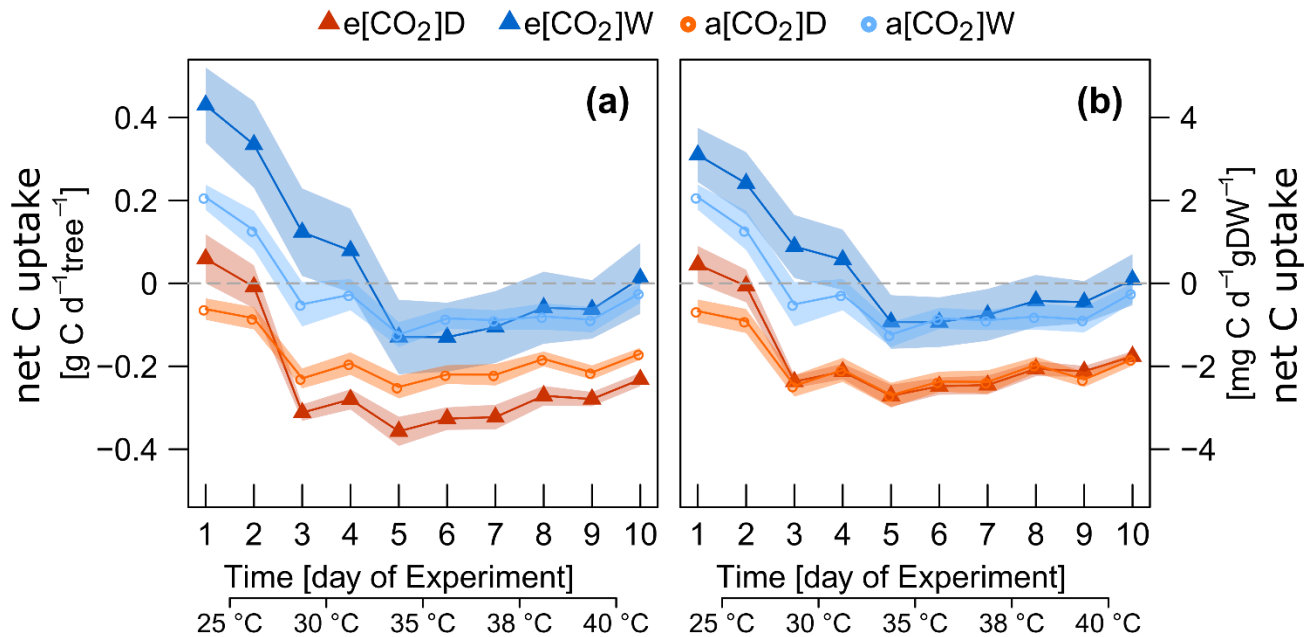 e[CO₂]D e[CO₂]W a[CO₂]D a[CO₂]W
(a) (b)
net C uptake
[g C d⁻¹tree⁻¹]
0.4
0.2
0
−0.2
−0.4
4
2
0
−2
−4
[mg C d⁻¹ gDW⁻¹]
net C uptake
1 2 3 4 5 6 7 8 9 10
1 2 3 4 5 6 7 8 9 10
Time [day of Experiment]
Time [day of Experiment]
25 °C 30 °C 35 °C 38 °C 40 °C
25 °C 30 °C 35 °C 38 °C 40 °C